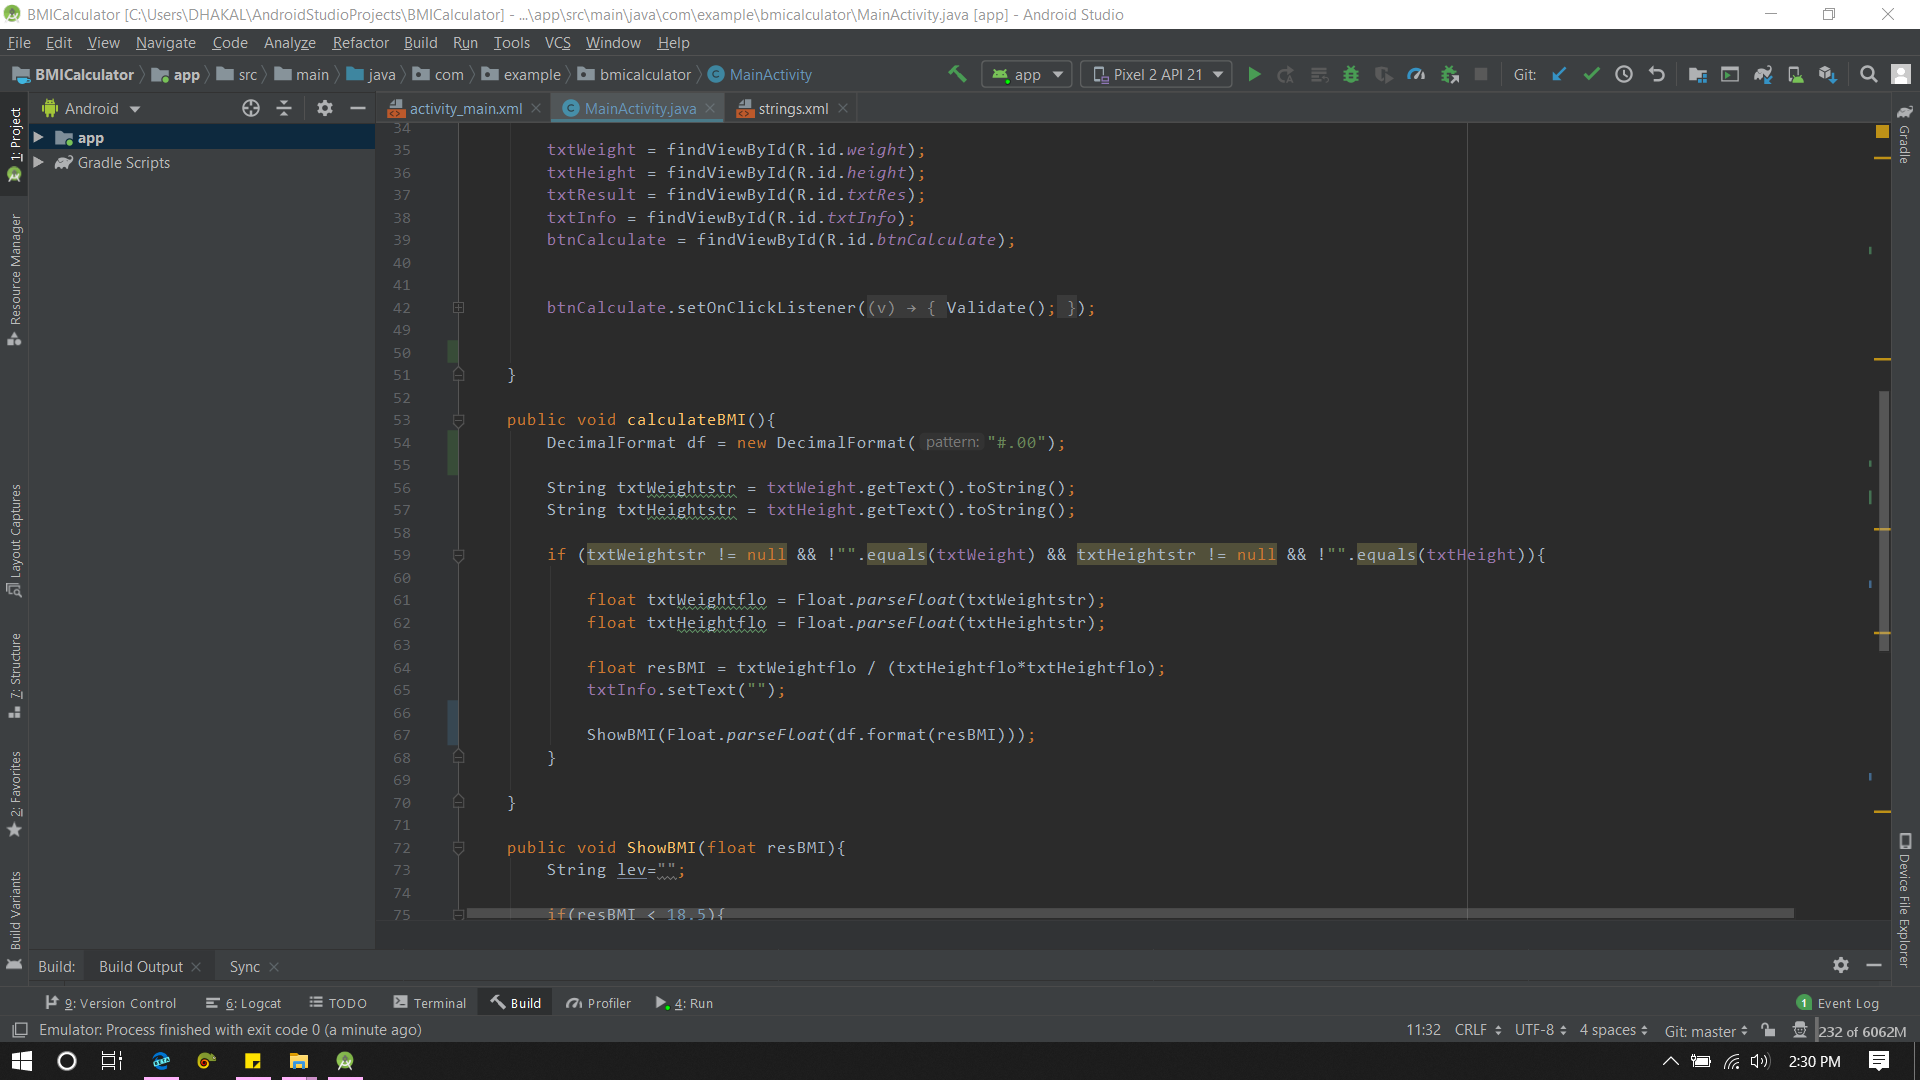 BMICalculator [C:\Users\DHAKAL\AndroidStudioProjects\BMICalculator] - ...\app\src\main\java\com\example\bmicalculator\MainActivity.java [app] - Android Studio
File Edit View Navigate Code Analyze Refactor Build Run Tools VCS Window Help
BMICalculator app src main java com example bmicalculator MainActivity app Pixel 2 API 21 Git:
Android
activity_main.xml MainActivity.java strings.xml
app
Gradle Scripts
1: Project
Resource Manager
Layout Captures
7: Structure
2: Favorites
Build Variants
34
35 txtWeight = findViewById(R.id.weight);
36 txtHeight = findViewById(R.id.height);
37 txtResult = findViewById(R.id.txtRes);
38 txtInfo = findViewById(R.id.txtInfo);
39 btnCalculate = findViewById(R.id.btnCalculate);
40
41
42 btnCalculate.setOnClickListener((v) → { Validate(); });
49
50
51 }
52
53 public void calculateBMI(){
54 DecimalFormat df = new DecimalFormat( pattern: "#.00");
55
56 String txtWeightstr = txtWeight.getText().toString();
57 String txtHeightstr = txtHeight.getText().toString();
58
59 if (txtWeightstr != null && !"".equals(txtWeight) && txtHeightstr != null && !"".equals(txtHeight)){
60
61 float txtWeightflo = Float.parseFloat(txtWeightstr);
62 float txtHeightflo = Float.parseFloat(txtHeightstr);
63
64 float resBMI = txtWeightflo / (txtHeightflo*txtHeightflo);
65 txtInfo.setText("");
66
67 ShowBMI(Float.parseFloat(df.format(resBMI)));
68 }
69
70 }
71
72 public void ShowBMI(float resBMI){
73 String lev="";
74
75 if(resBMI < 18.5){
Gradle
Device File Explorer
Build: Build Output Sync
9: Version Control 6: Logcat TODO Terminal Build Profiler 4: Run 1 Event Log
Emulator: Process finished with exit code 0 (a minute ago) 11:32 CRLF UTF-8 4 spaces Git: master 232 of 6062M
BETA
2:30 PM